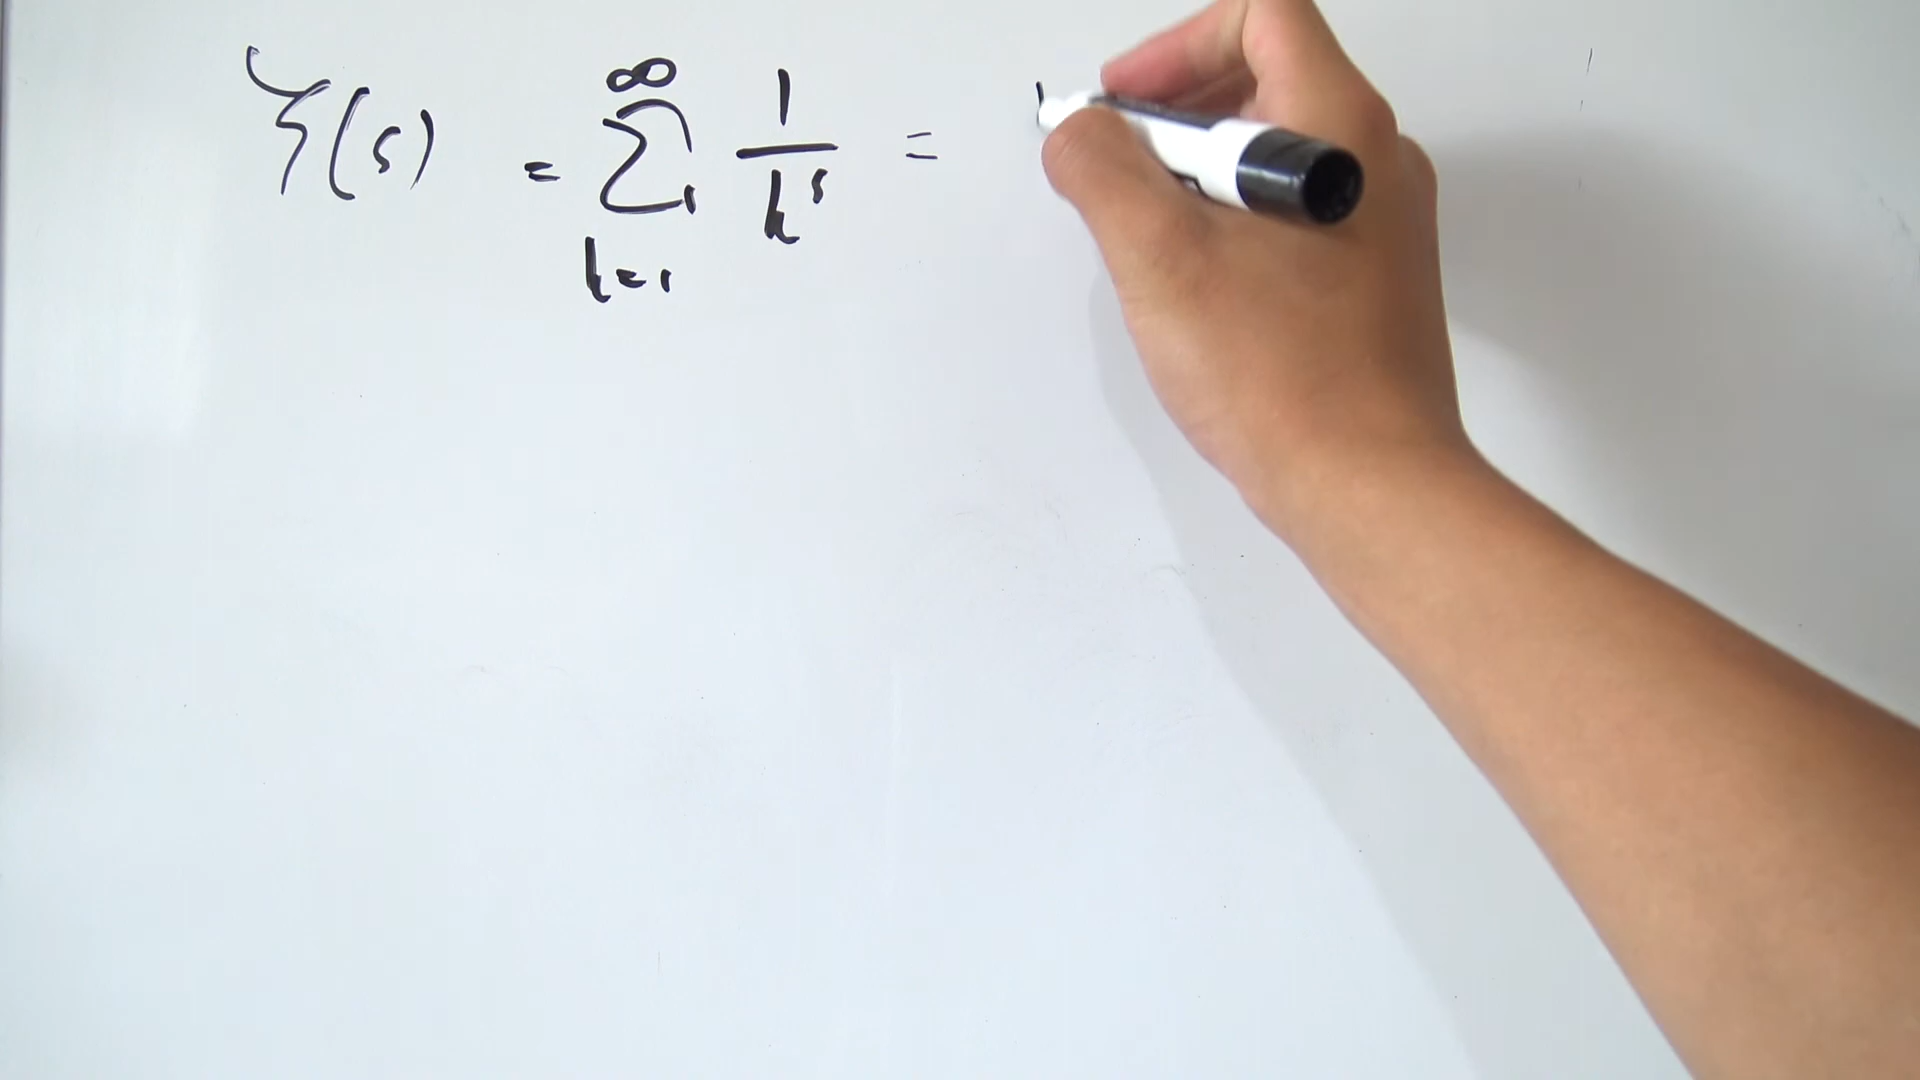 ζ(s) = ∞∑k=1 1/k^s =